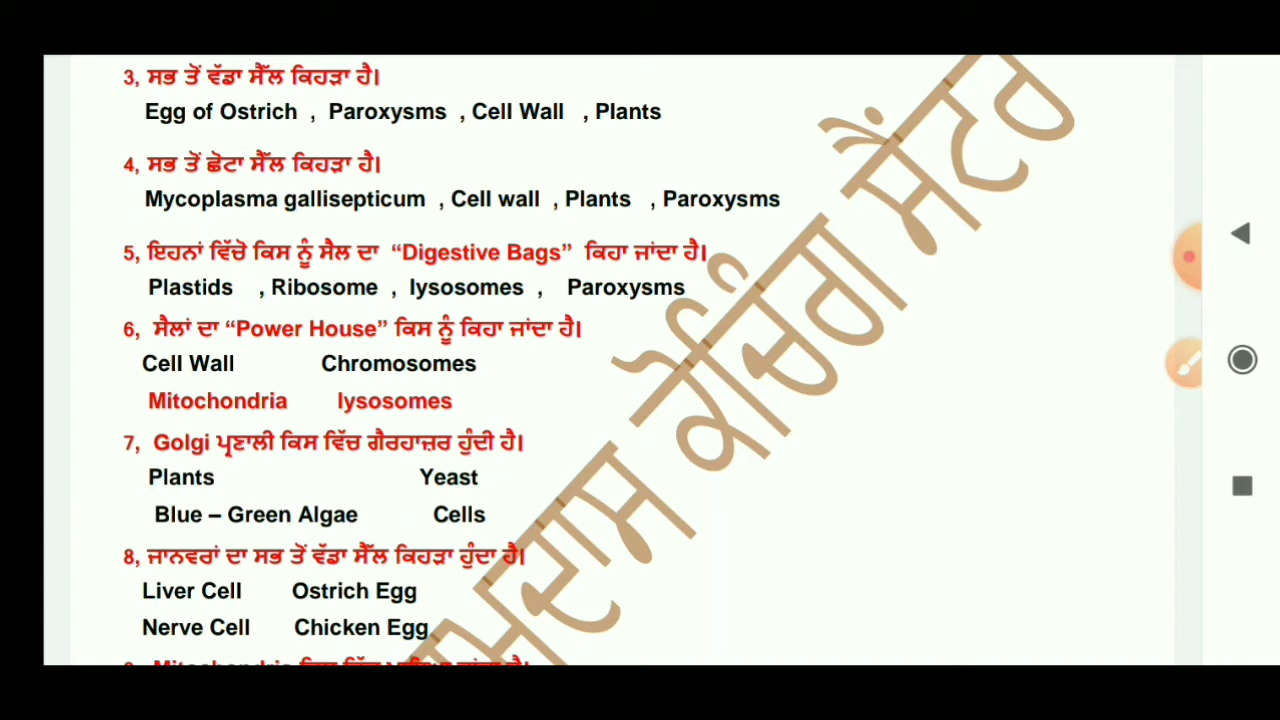 3, ਸਭ ਤੋਂ ਵੱਡਾ ਸੈੱਲ ਕਿਹੜਾ ਹੈ।
Egg of Ostrich , Paroxysms , Cell Wall , Plants
4, ਸਭ ਤੋਂ ਛੋਟਾ ਸੈੱਲ ਕਿਹੜਾ ਹੈ।
Mycoplasma gallisepticum , Cell wall , Plants , Paroxysms
5, ਇਹਨਾਂ ਵਿੱਚੋ ਕਿਸ ਨੂੰ ਸੈਲ ਦਾ “Digestive Bags” ਕਿਹਾ ਜਾਂਦਾ ਹੈ।
Plastids , Ribosome , lysosomes , Paroxysms
6, ਸੈਲਾਂ ਦਾ “Power House” ਕਿਸ ਨੂੰ ਕਿਹਾ ਜਾਂਦਾ ਹੈ।
Cell Wall Chromosomes
Mitochondria lysosomes
7, Golgi ਪ੍ਰਣਾਲੀ ਕਿਸ ਵਿੱਚ ਗੈਰਹਾਜ਼ਰ ਹੁੰਦੀ ਹੈ।
Plants Yeast
Blue – Green Algae Cells
8, ਜਾਨਵਰਾਂ ਦਾ ਸਭ ਤੋਂ ਵੱਡਾ ਸੈੱਲ ਕਿਹੜਾ ਹੁੰਦਾ ਹੈ।
Liver Cell Ostrich Egg
Nerve Cell Chicken Egg
ਕੋਚਿੰਗ ਸੈਂਟਰ